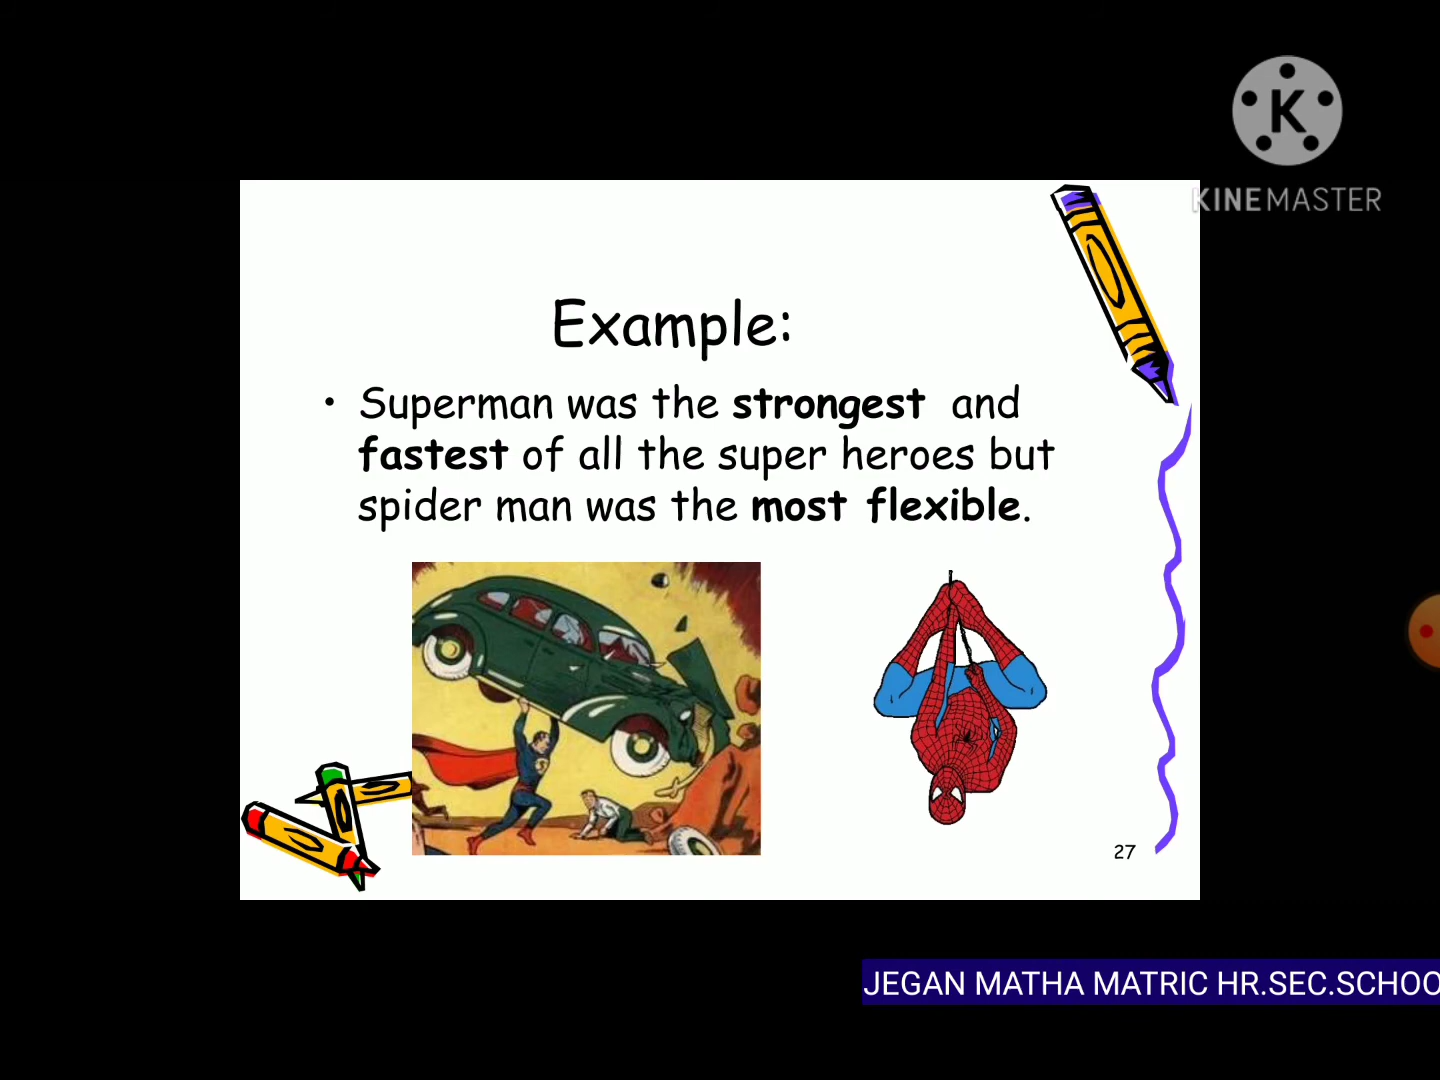 K
KINEMASTER
Example:
• Superman was the strongest and
fastest of all the super heroes but
spider man was the most flexible.
27
JEGAN MATHA MATRIC HR.SEC.SCHOO